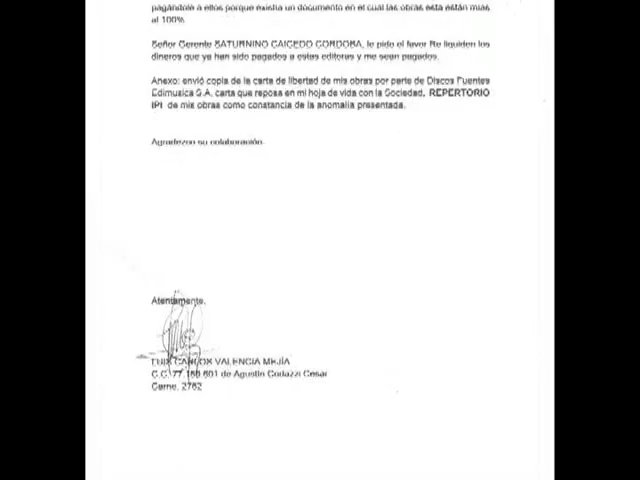 pagándole a ellos porque existía un documento en el cual las obras esta están mías
al 100%
Señor Gerente SATURNINO CAICEDO CORDOBA, le pido el favor Re liquiden los
dineros que ya han sido pagados a estas editoras y me sean pagados.
Anexo: envió copia de la carta de libertad de mis obras por parte de Discos Fuentes
Edimusica S.A. carta que reposa en mi hoja de vida con la Sociedad. REPERTORIO
IPI de mis obras como constancia de la anomalía presentada.
Agradezco su colaboración.
Atentamente,
LUIS CARLOS VALENCIA MEJÍA
C.C. 77 de Agustín Codazzi Cesar
Carne. 2762